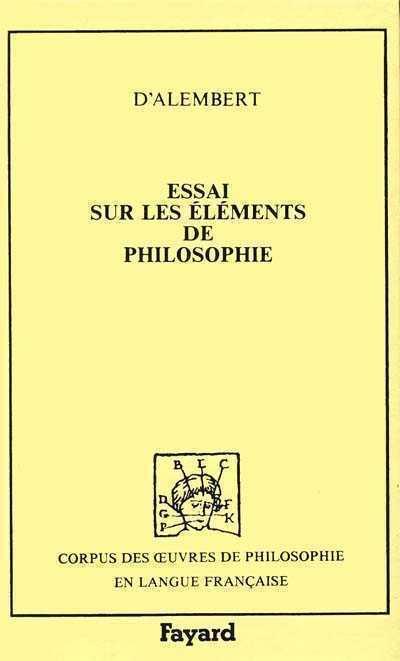 D'ALEMBERT
ESSAI
SUR LES ÉLÉMENTS
DE
PHILOSOPHIE
B L C
D F
G K
P
CORPUS DES ŒUVRES DE PHILOSOPHIE
EN LANGUE FRANÇAISE
Fayard